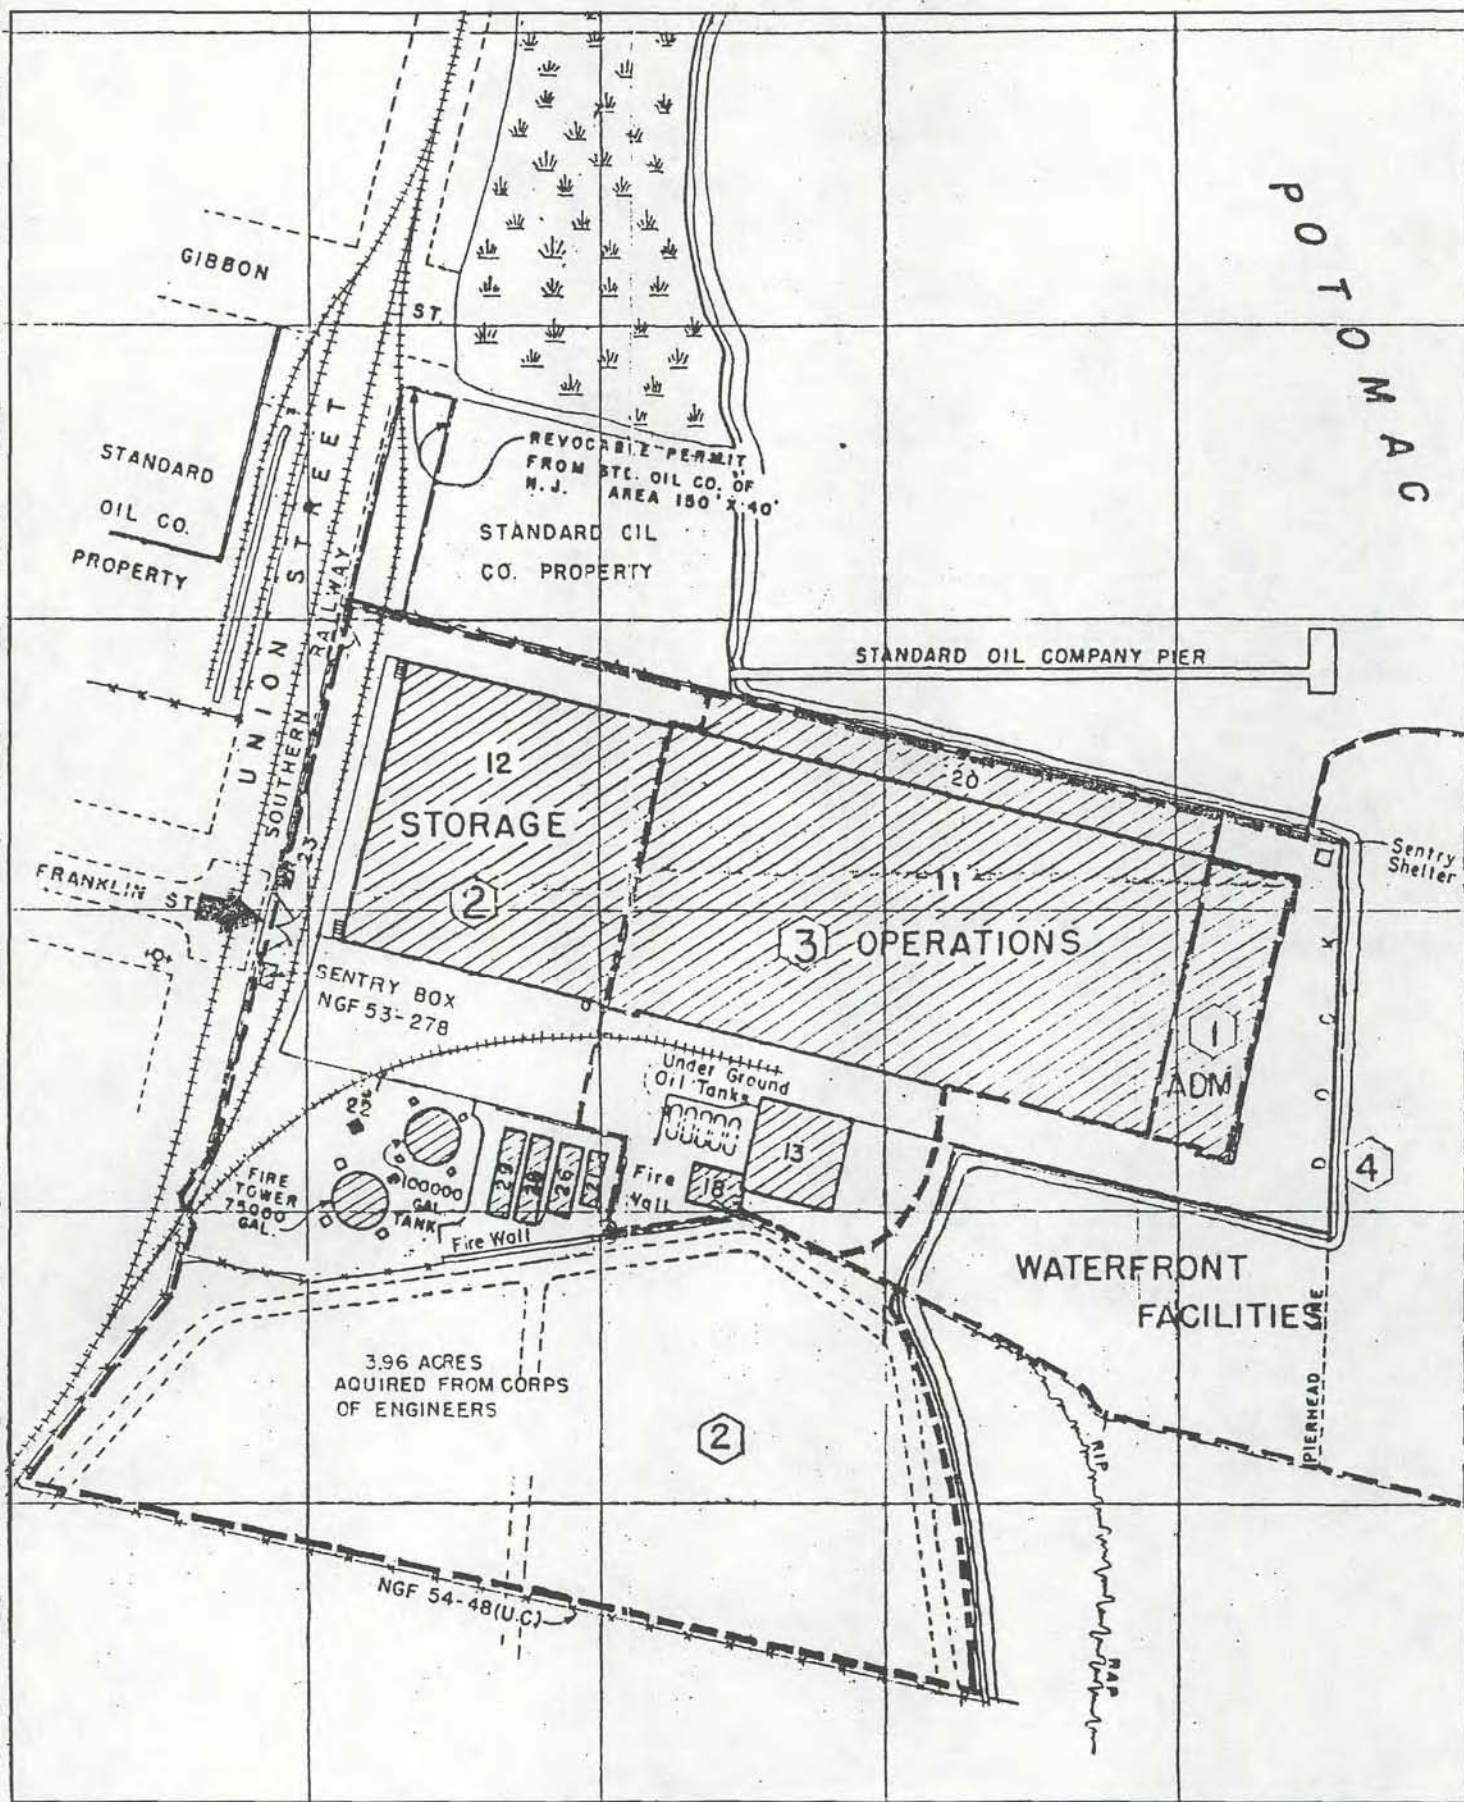 POTOMAC
GIBBON
ST.
STANDARD
OIL CO.
PROPERTY
UNION STREET
SOUTHERN RAILWAY
REVOCABLE PERMIT
FROM STE. OIL CO. OF
N.J. AREA 150' X 40'
STANDARD OIL
CO. PROPERTY
STANDARD OIL COMPANY PIER
12
STORAGE
2
20
11
3 OPERATIONS
1
ADM
Sentry
Shelter
DOCK
4
23
FRANKLIN ST
SENTRY BOX
NGF 53-278
Under Ground
Oil Tanks
22
13
18
29
28
26
21
Fire
Wall
100000
GAL.
TANK
FIRE
TOWER
75000
GAL.
Fire Wall
WATERFRONT
FACILITIES
PIERHEAD LINE
3.96 ACRES
AQUIRED FROM CORPS
OF ENGINEERS
2
RIP
RAP
NGF 54-48(U.C)